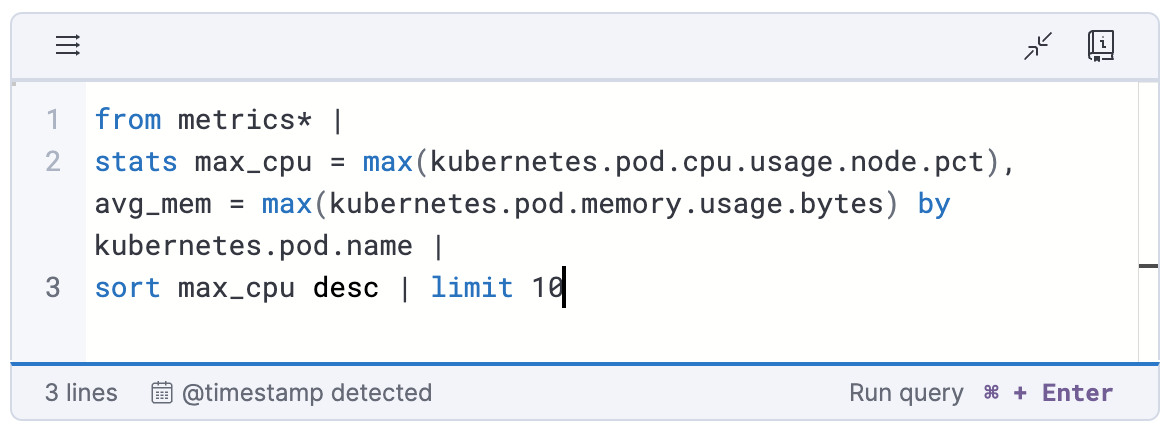 1 from metrics* |
2 stats max_cpu = max(kubernetes.pod.cpu.usage.node.pct),
avg_mem = max(kubernetes.pod.memory.usage.bytes) by
kubernetes.pod.name |
3 sort max_cpu desc | limit 10
3 lines @timestamp detected Run query ⌘ + Enter